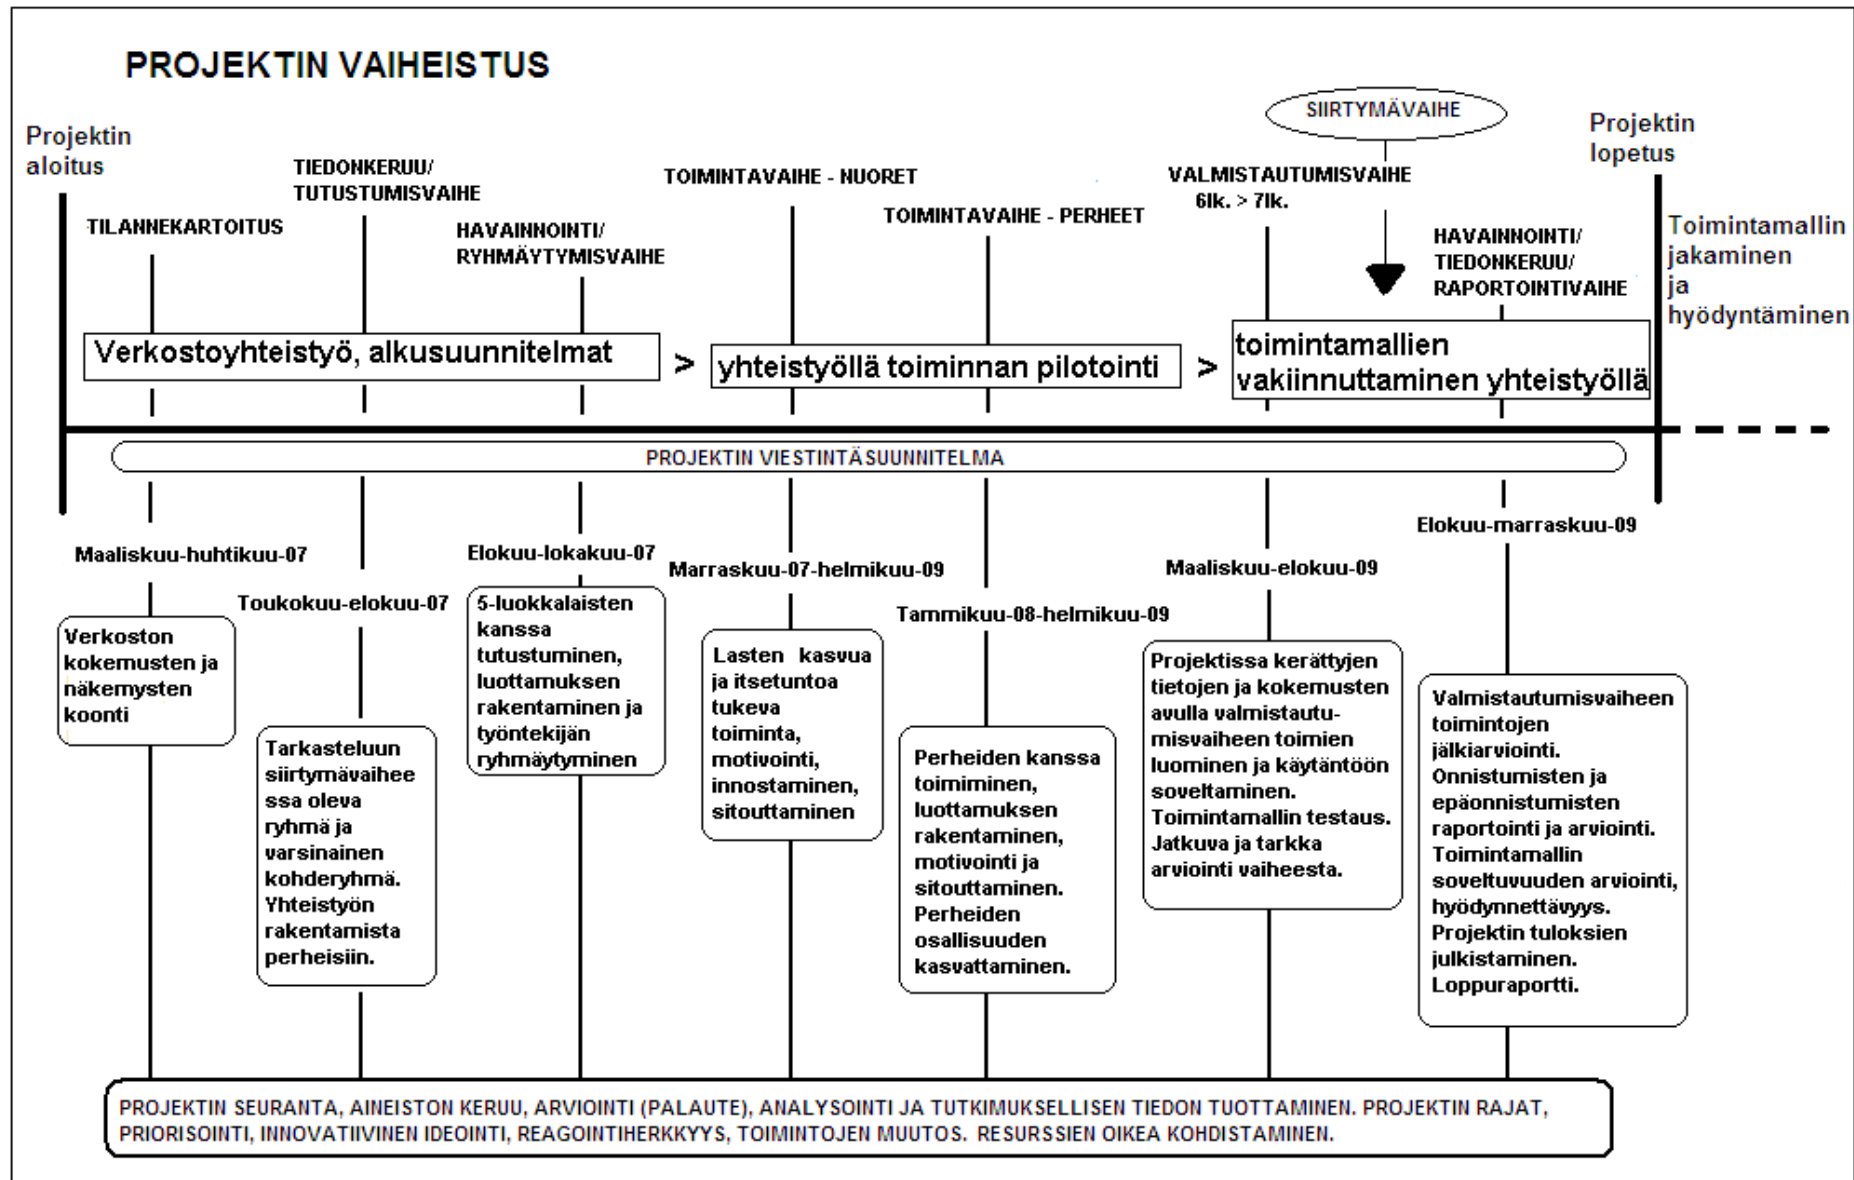 PROJEKTIN VAIHEISTUS
SIIRTYMÄVAIHE
Projektin
aloitus
Projektin
lopetus
TILANNEKARTOITUS
TIEDONKERUU/
TUTUSTUMISVAIHE
HAVAINNOINTI/
RYHMÄYTYMISVAIHE
TOIMINTAVAIHE - NUORET
TOIMINTAVAIHE - PERHEET
VALMISTAUTUMISVAIHE
6lk. > 7lk.
HAVAINNOINTI/
TIEDONKERUU/
RAPORTOINTIVAIHE
Toimintamallin
jakaminen
ja
hyödyntäminen
Verkostoyhteistyö, alkusuunnitelmat
>
yhteistyöllä toiminnan pilotointi
>
toimintamallien
vakiinnuttaminen yhteistyöllä
PROJEKTIN VIESTINTÄSUUNNITELMA
Maaliskuu-huhtikuu-07
Verkoston
kokemusten ja
näkemysten
koonti
Toukokuu-elokuu-07
Tarkasteluun
siirtymävaihee
ssa oleva
ryhmä ja
varsinainen
kohderyhmä.
Yhteistyön
rakentamista
perheisiin.
Elokuu-lokakuu-07
5-luokkalaisten
kanssa
tutustuminen,
luottamuksen
rakentaminen ja
työntekijän
ryhmäytyminen
Marraskuu-07-helmikuu-09
Lasten kasvua
ja itsetuntoa
tukeva
toiminta,
motivointi,
innostaminen,
sitouttaminen
Tammikuu-08-helmikuu-09
Perheiden kanssa
toimiminen,
luottamuksen
rakentaminen,
motivointi ja
sitouttaminen.
Perheiden
osallisuuden
kasvattaminen.
Maaliskuu-elokuu-09
Projektissa kerättyjen
tietojen ja kokemusten
avulla valmistautu-
misvaiheen toimien
luominen ja käytäntöön
soveltaminen.
Toimintamallin testaus.
Jatkuva ja tarkka
arviointi vaiheesta.
Elokuu-marraskuu-09
Valmistautumisvaiheen
toimintojen
jälkiarviointi.
Onnistumisten ja
epäonnistumisten
raportointi ja arviointi.
Toimintamallin
soveltuvuuden arviointi,
hyödynnettävyys.
Projektin tuloksien
julkistaminen.
Loppuraportti.
PROJEKTIN SEURANTA, AINEISTON KERUU, ARVIOINTI (PALAUTE), ANALYSOINTI JA TUTKIMUKSELLISEN TIEDON TUOTTAMINEN. PROJEKTIN RAJAT,
PRIORISOINTI, INNOVATIIVINEN IDEOINTI, REAGOINTIHERKKYYS, TOIMINTOJEN MUUTOS. RESURSSIEN OIKEA KOHDISTAMINEN.